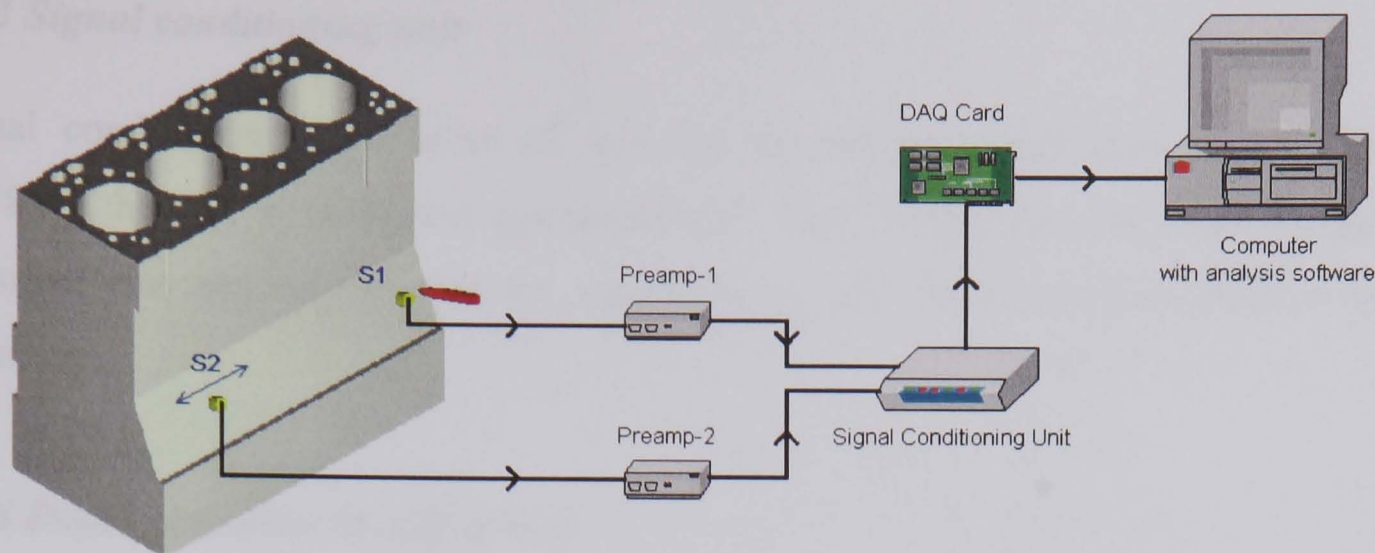 DAQ Card
Computer
with analysis software
S1
Preamp-1
S2
Preamp-2
Signal Conditioning Unit